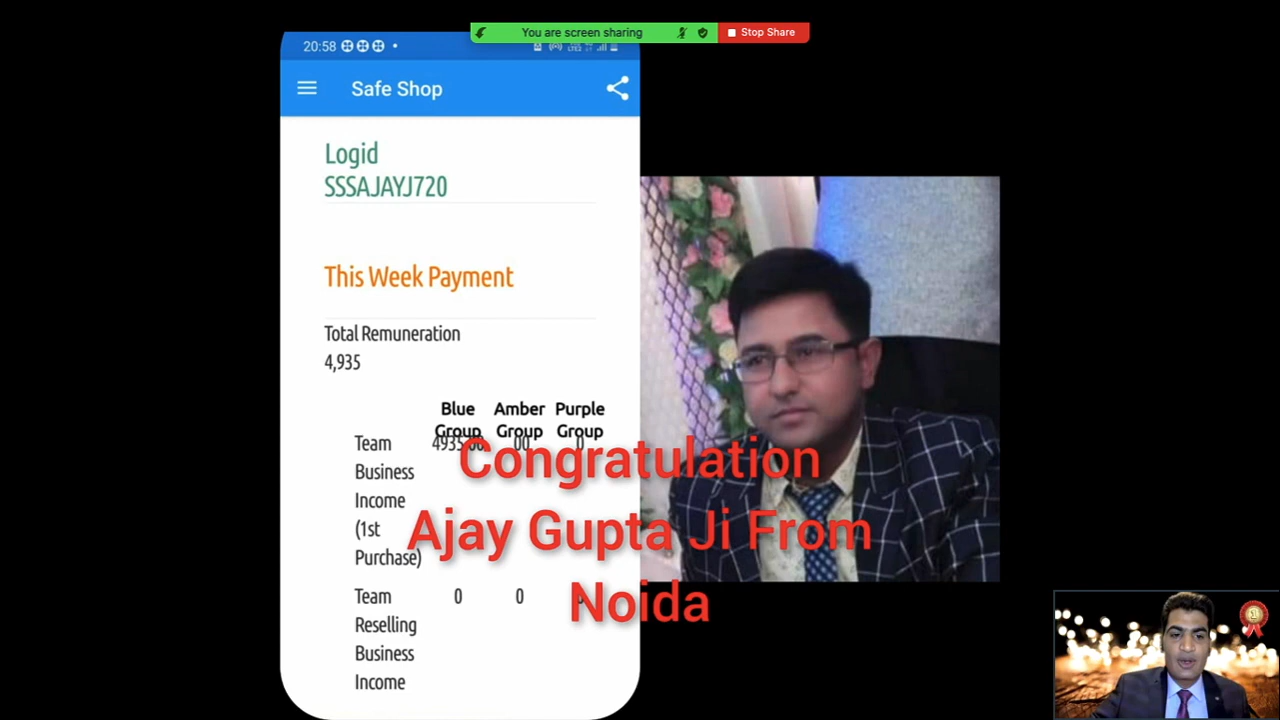 You are screen sharing
Stop Share
20:58
Safe Shop
Logid
SSSAJAYJ720
This Week Payment
Total Remuneration
4,935
Blue Group
Amber Group
Purple Group
Team Business Income (1st Purchase)
00
0
Team Reselling Business Income
0
0
Congratulation
Ajay Gupta Ji From
Noida